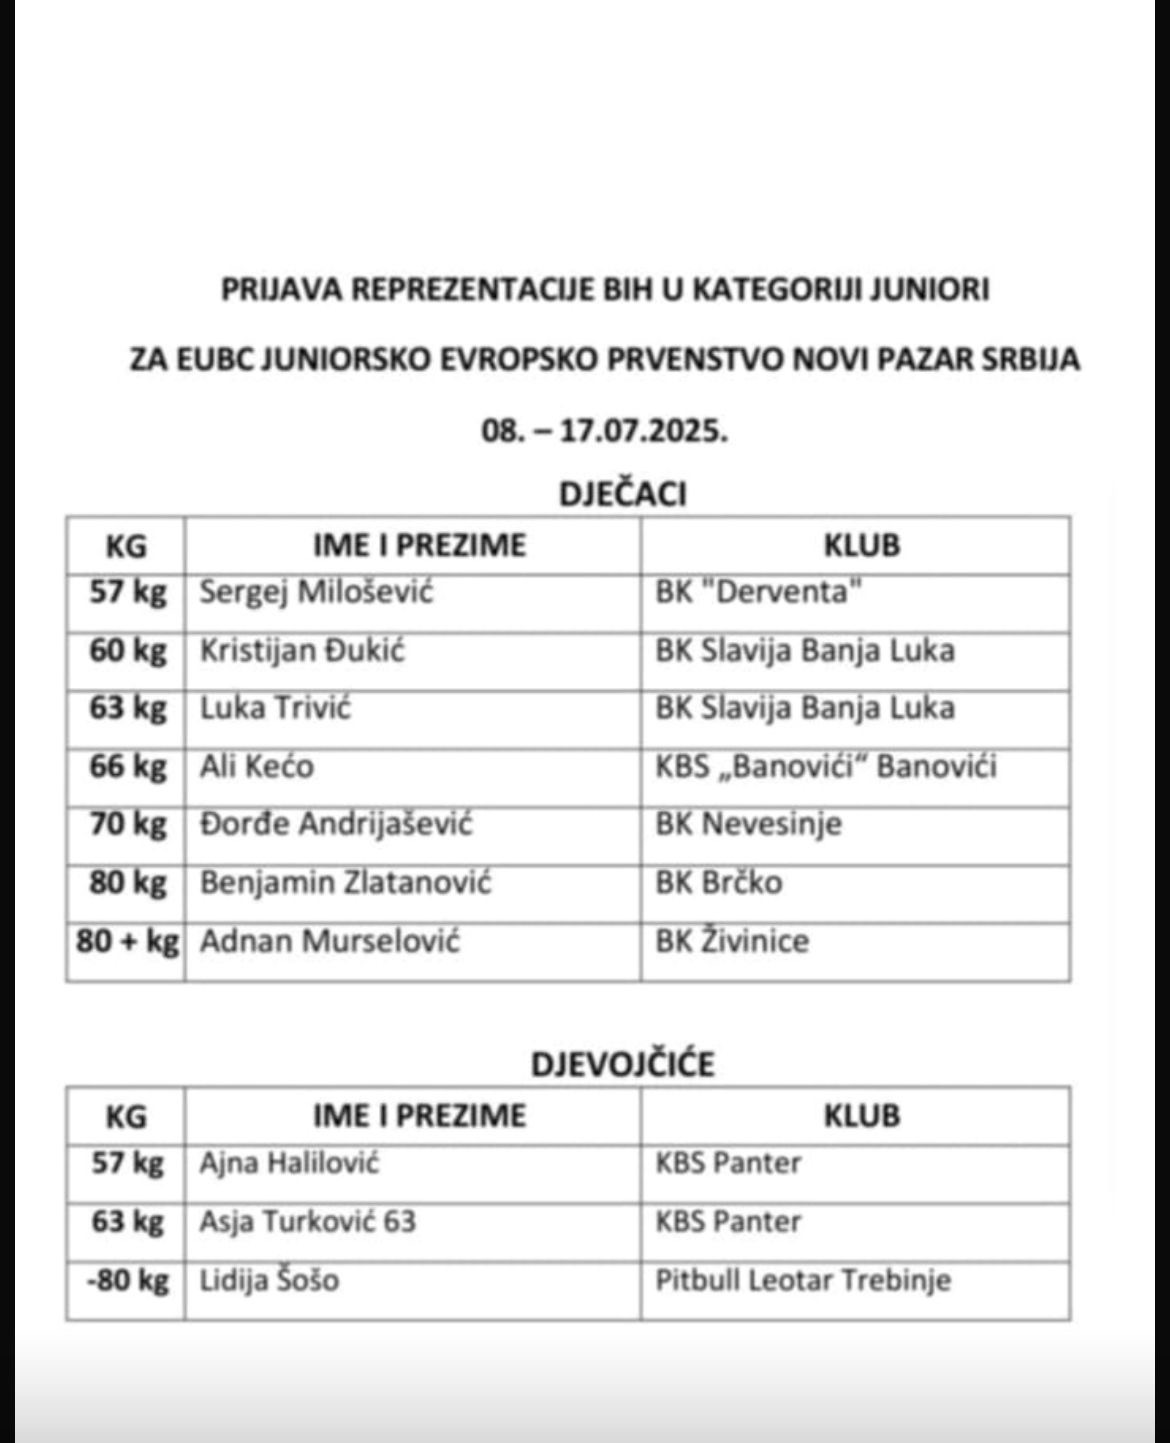 PRIJAVA REPREZENTACIJE BIH U KATEGORIJI JUNIORI
ZA EUBC JUNIORSKO EVROPSKO PRVENSTVO NOVI PAZAR SRBIJA
08. – 17.07.2025.
DJEČACI
KG IME I PREZIME KLUB
57 kg Sergej Milošević BK "Derventa"
60 kg Kristijan Đukić BK Slavija Banja Luka
63 kg Luka Trivić BK Slavija Banja Luka
66 kg Ali Kećo KBS „Banovići“ Banovići
70 kg Đorđe Andrijašević BK Nevesinje
80 kg Benjamin Zlatanović BK Brčko
80 + kg Adnan Murselović BK Živinice
DJEVOJČIĆE
KG IME I PREZIME KLUB
57 kg Ajna Halilović KBS Panter
63 kg Asja Turković 63 KBS Panter
-80 kg Lidija Šošo Pitbull Leotar Trebinje